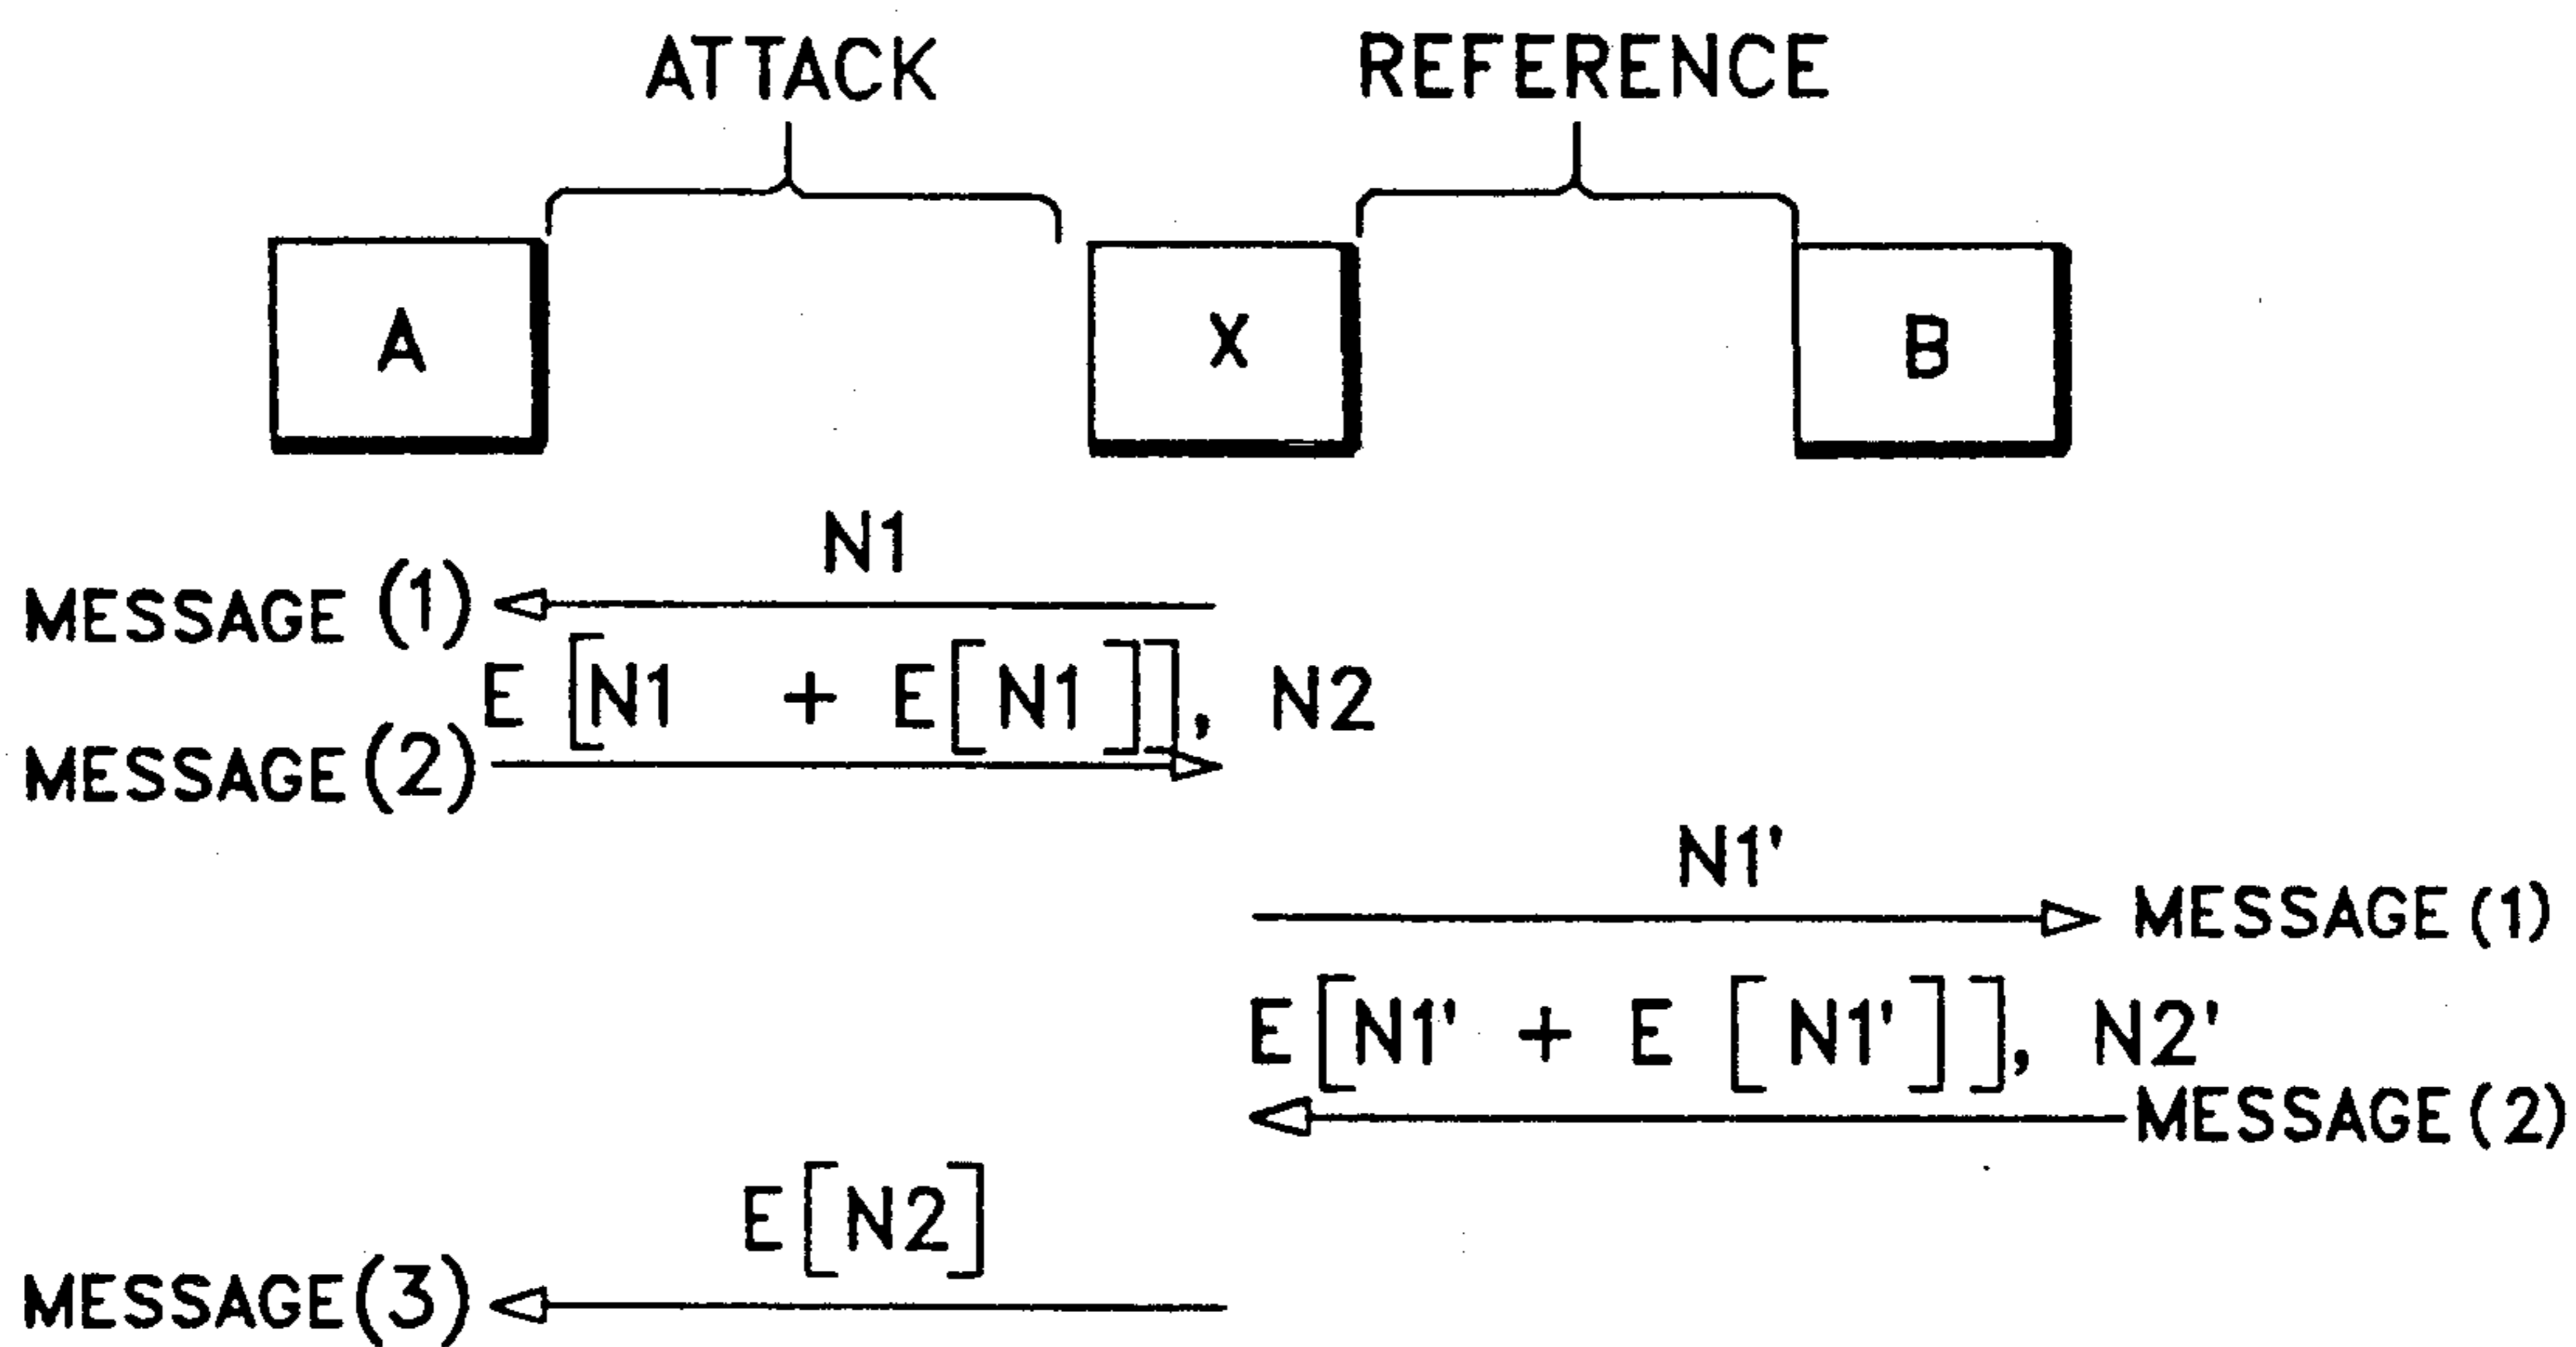 ATTACK REFERENCE
A X B
N1
MESSAGE (1)
E [N1 + E[N1]], N2
MESSAGE (2)
N1'
MESSAGE (1)
E[N1' + E [N1']], N2'
MESSAGE (2)
E[N2]
MESSAGE (3)